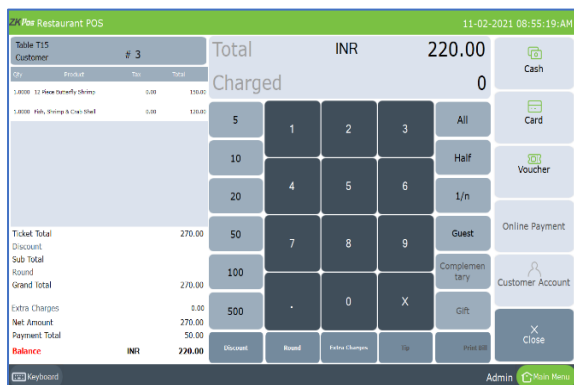 ZKPos Restaurant POS 11-02-2021 08:55:19:AM
Table T15
Customer
# 3
Qty Product Tax Total
1.0000 12 Piece Butterfly Shrimp 0.00 150.00
1.0000 Fish, Shrimp & Crab Shell 0.00 120.00
Ticket Total 270.00
Discount
Sub Total
Round
Grand Total 270.00
Extra Charges 0.00
Net Amount 270.00
Payment Total 50.00
Balance INR 220.00
Total INR 220.00
Charged 0
5 1 2 3 All
10 Half
20 4 5 6 1/n
50 7 8 9 Guest
100 Complemen
tary
500 . 0 X Gift
Discount Round Extra Charges Tip Print Bill
Cash
Card
Voucher
Online Payment
Customer Account
X
Close
Keyboard Admin Main Menu